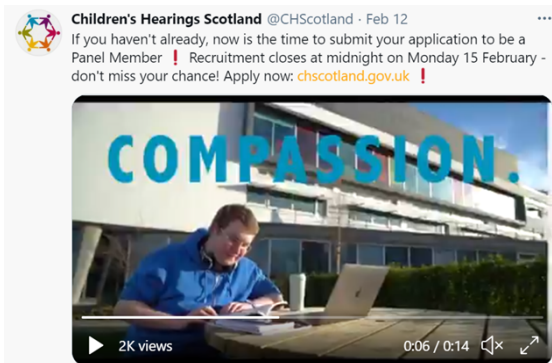 Children's Hearings Scotland @CHScotland · Feb 12
If you haven't already, now is the time to submit your application to be a
Panel Member ❗ Recruitment closes at midnight on Monday 15 February -
don't miss your chance! Apply now: chscotland.gov.uk ❗
COMPASSION.
2K views
0:06 / 0:14